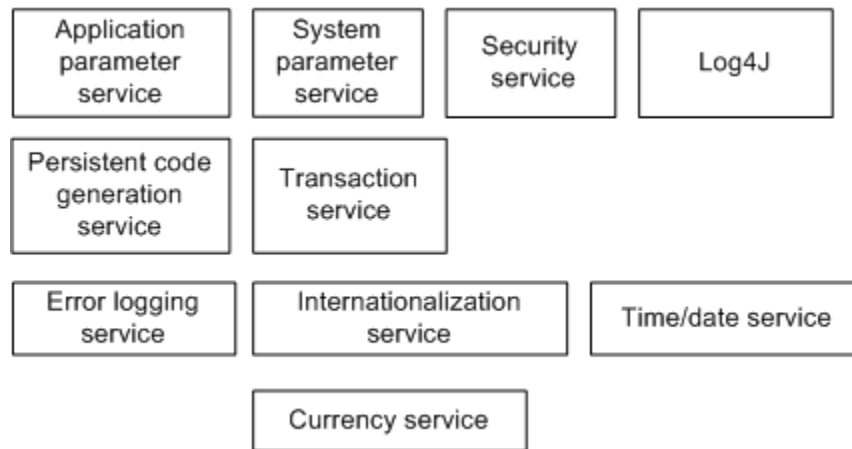 Application
parameter
service
System
parameter
service
Security
service
Log4J
Persistent code
generation
service
Transaction
service
Error logging
service
Internationalization
service
Time/date service
Currency service